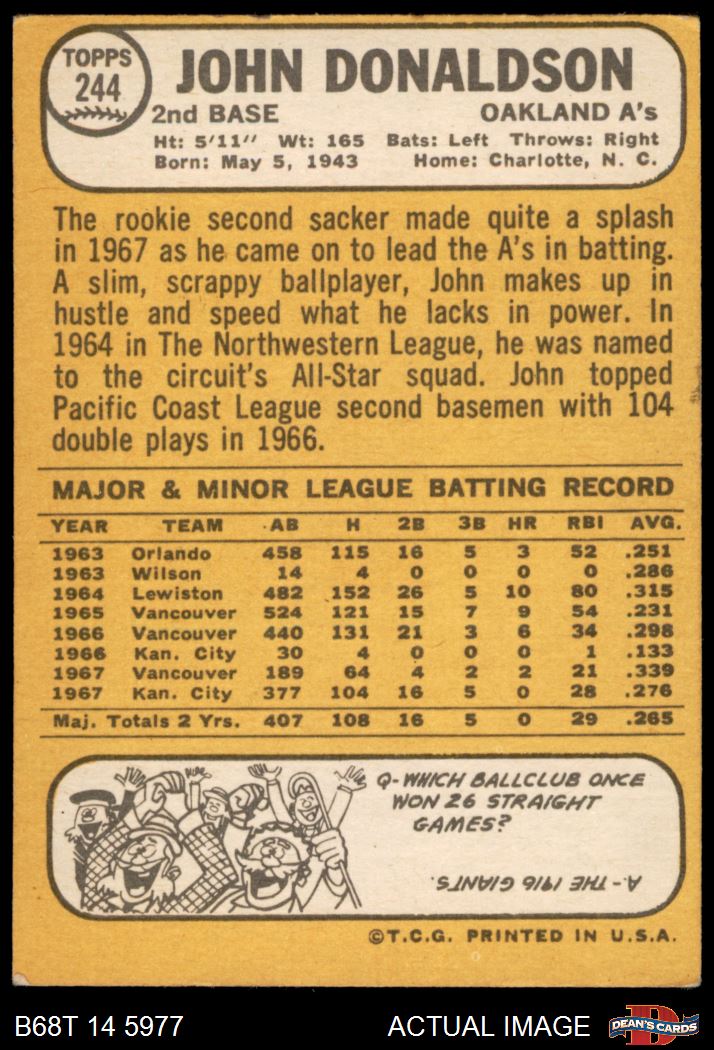 TOPPS
244
JOHN DONALDSON
2nd BASE OAKLAND A's
Ht: 5'11" Wt: 165 Bats: Left Throws: Right
Born: May 5, 1943 Home: Charlotte, N. C.
The rookie second sacker made quite a splash
in 1967 as he came on to lead the A's in batting.
A slim, scrappy ballplayer, John makes up in
hustle and speed what he lacks in power. In
1964 in The Northwestern League, he was named
to the circuit's All-Star squad. John topped
Pacific Coast League second basemen with 104
double plays in 1966.
MAJOR & MINOR LEAGUE BATTING RECORD
YEAR TEAM AB H 2B 3B HR RBI AVG.
1963 Orlando 458 115 16 5 3 52 .251
1963 Wilson 14 4 0 0 0 0 .286
1964 Lewiston 482 152 26 5 10 80 .315
1965 Vancouver 524 121 15 7 9 54 .231
1966 Vancouver 440 131 21 3 6 34 .298
1966 Kan. City 30 4 0 0 0 1 .133
1967 Vancouver 189 64 4 2 2 21 .339
1967 Kan. City 377 104 16 5 0 28 .276
Maj. Totals 2 Yrs. 407 108 16 5 0 29 .265
Q-WHICH BALLCLUB ONCE
WON 26 STRAIGHT
GAMES?
A-THE 1916 GIANTS.
©T.C.G. PRINTED IN U.S.A.
B68T 14 5977 ACTUAL IMAGE
D
DEAN'S CARDS